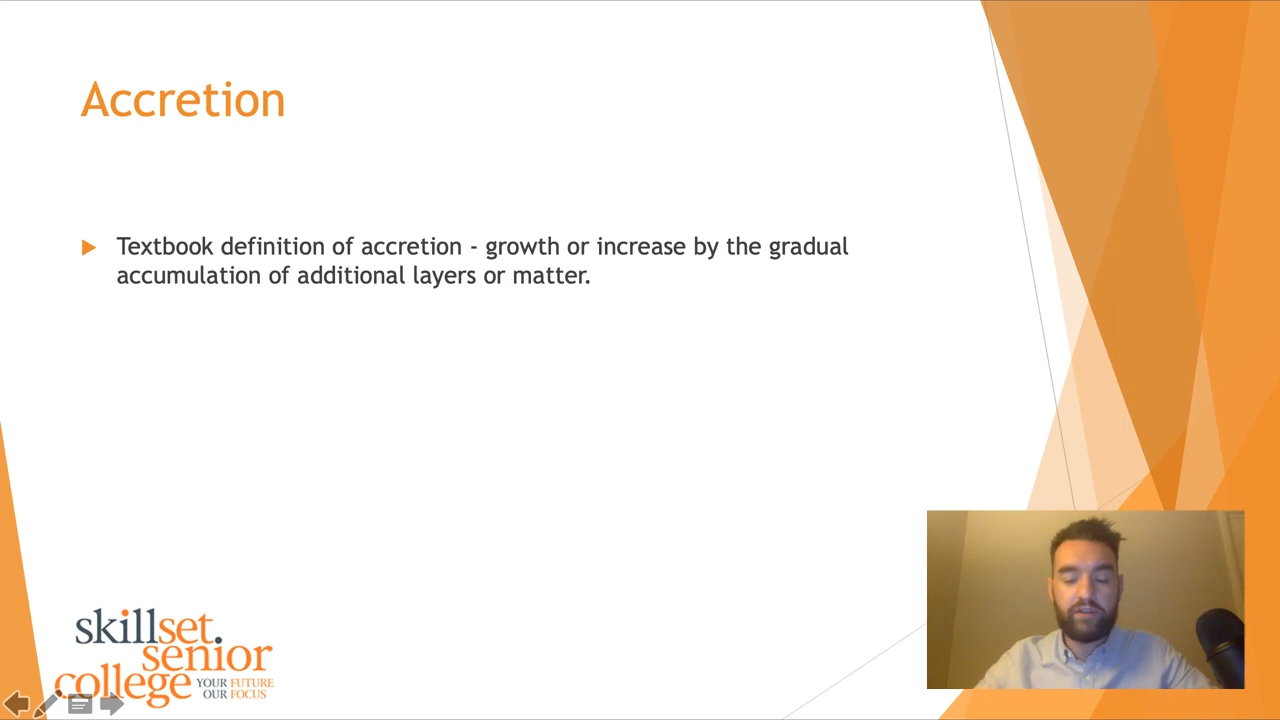 Accretion
Textbook definition of accretion - growth or increase by the gradual
accumulation of additional layers or matter.
skillset.
senior
college YOUR FUTURE
OUR FOCUS